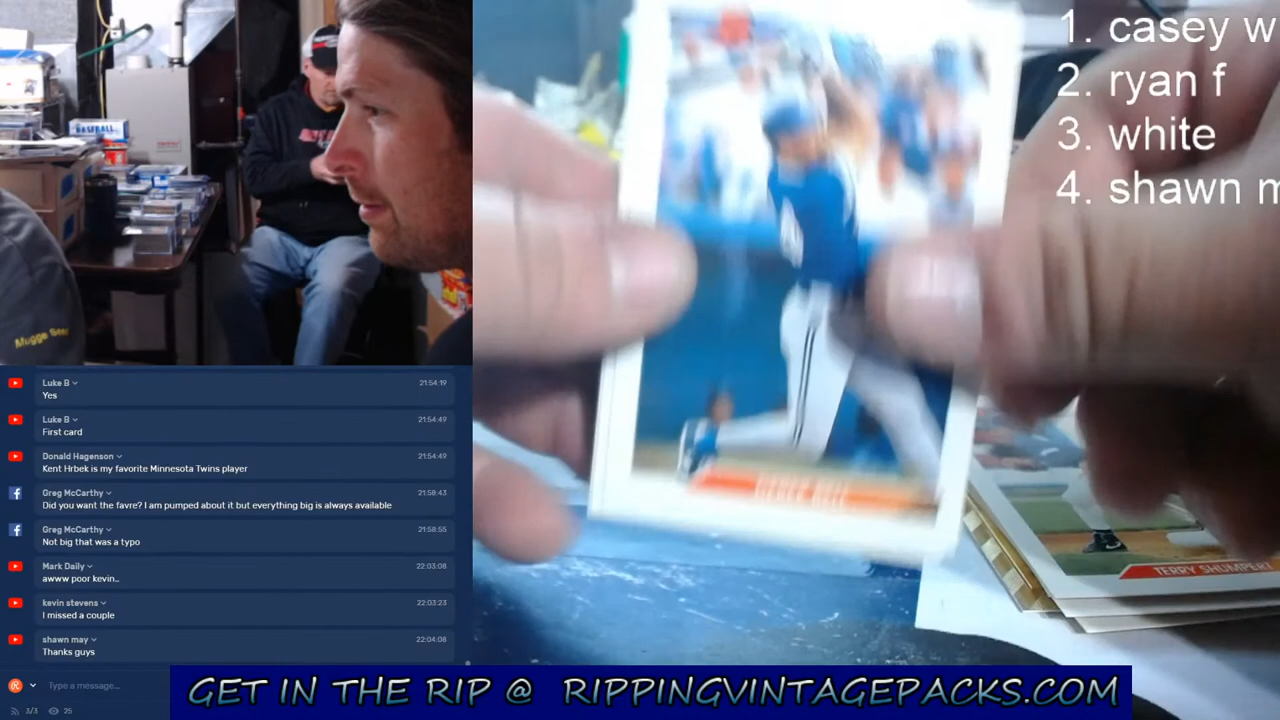 1. casey w
2. ryan f
3. white
4. shawn m
BASEBALL
Mugge
Luke B
21:54:19
Yes
Luke B
21:54:49
First card
Donald Hagenson
21:54:49
Kent Hrbek is my favorite Minnesota Twins player
Greg McCarthy
21:58:43
Did you want the favre? I am pumped about it but everything big is always available
Greg McCarthy
21:58:55
Not big that was a typo
Mark Daily
22:03:08
awww poor kevin..
kevin stevens
22:03:23
I missed a couple
shawn may
22:04:08
Thanks guys
Type a message...
3/3
25
TERRY SHUMPERT
GET IN THE RIP @ RIPPINGVINTAGEPACKS.COM